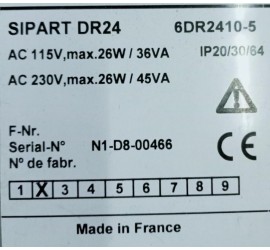 SIPART DR24 6DR2410-5
AC 115V,max.26W / 36VA IP20/30/64
AC 230V,max.26W / 45VA
F-Nr.
Serial-N° N1-D8-00466
N° de fabr.
CE
1 X 3 4 5 6 7 8 9
Made in France